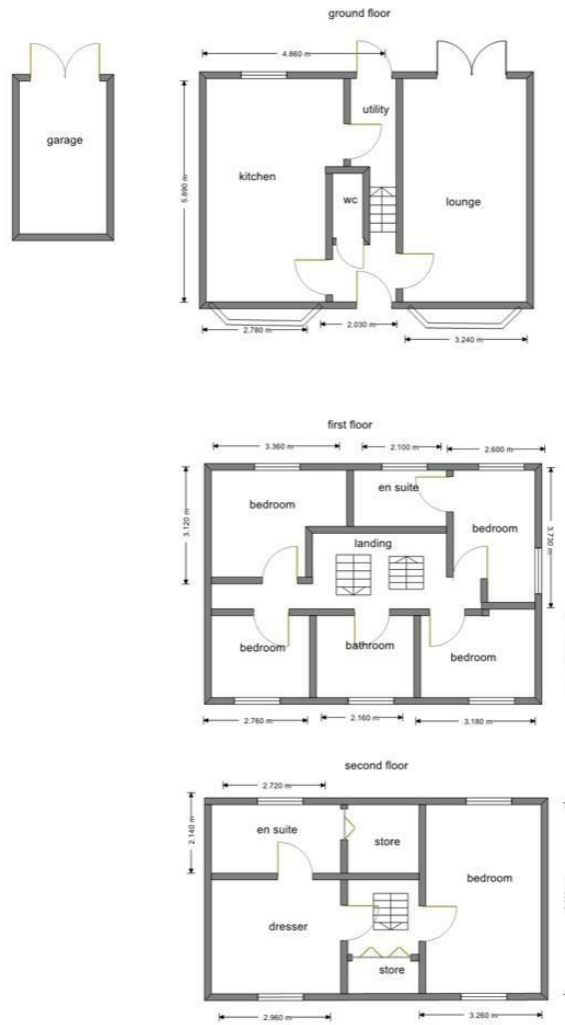 ground floor
4.860 m
garage
utility
kitchen
5.890 m
wc
lounge
2.780 m
2.030 m
3.240 m
first floor
3.360 m
2.100 m
2.600 m
en suite
bedroom
bedroom
3.120 m
3.730 m
landing
bedroom
bathroom
bedroom
2.760 m
2.160 m
3.180 m
second floor
2.720 m
2.140 m
en suite
store
bedroom
dresser
store
2.960 m
3.260 m